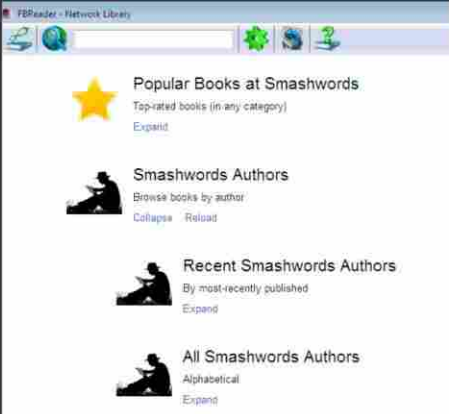 FBReader - Network Library
Popular Books at Smashwords
Top-rated books (in any category)
Expand
Smashwords Authors
Browse books by author
Collapse Reload
Recent Smashwords Authors
By most-recently published
Expand
All Smashwords Authors
Alphabetical
Expand